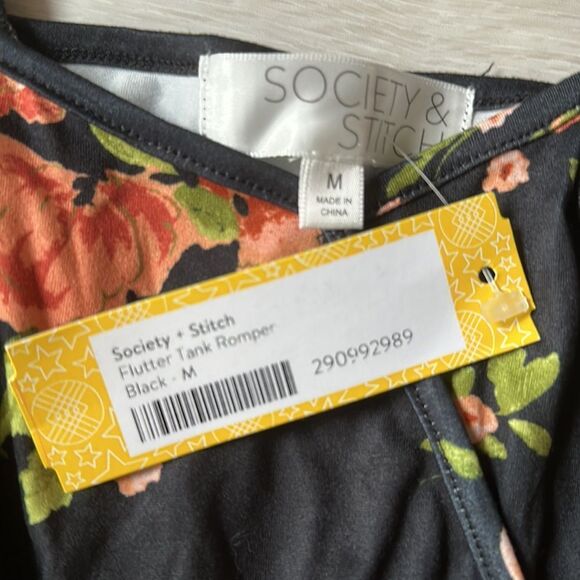 SOCIETY &
STITCH
M
MADE IN
CHINA
Society + Stitch
Flutter Tank Romper
Black - M
290992989